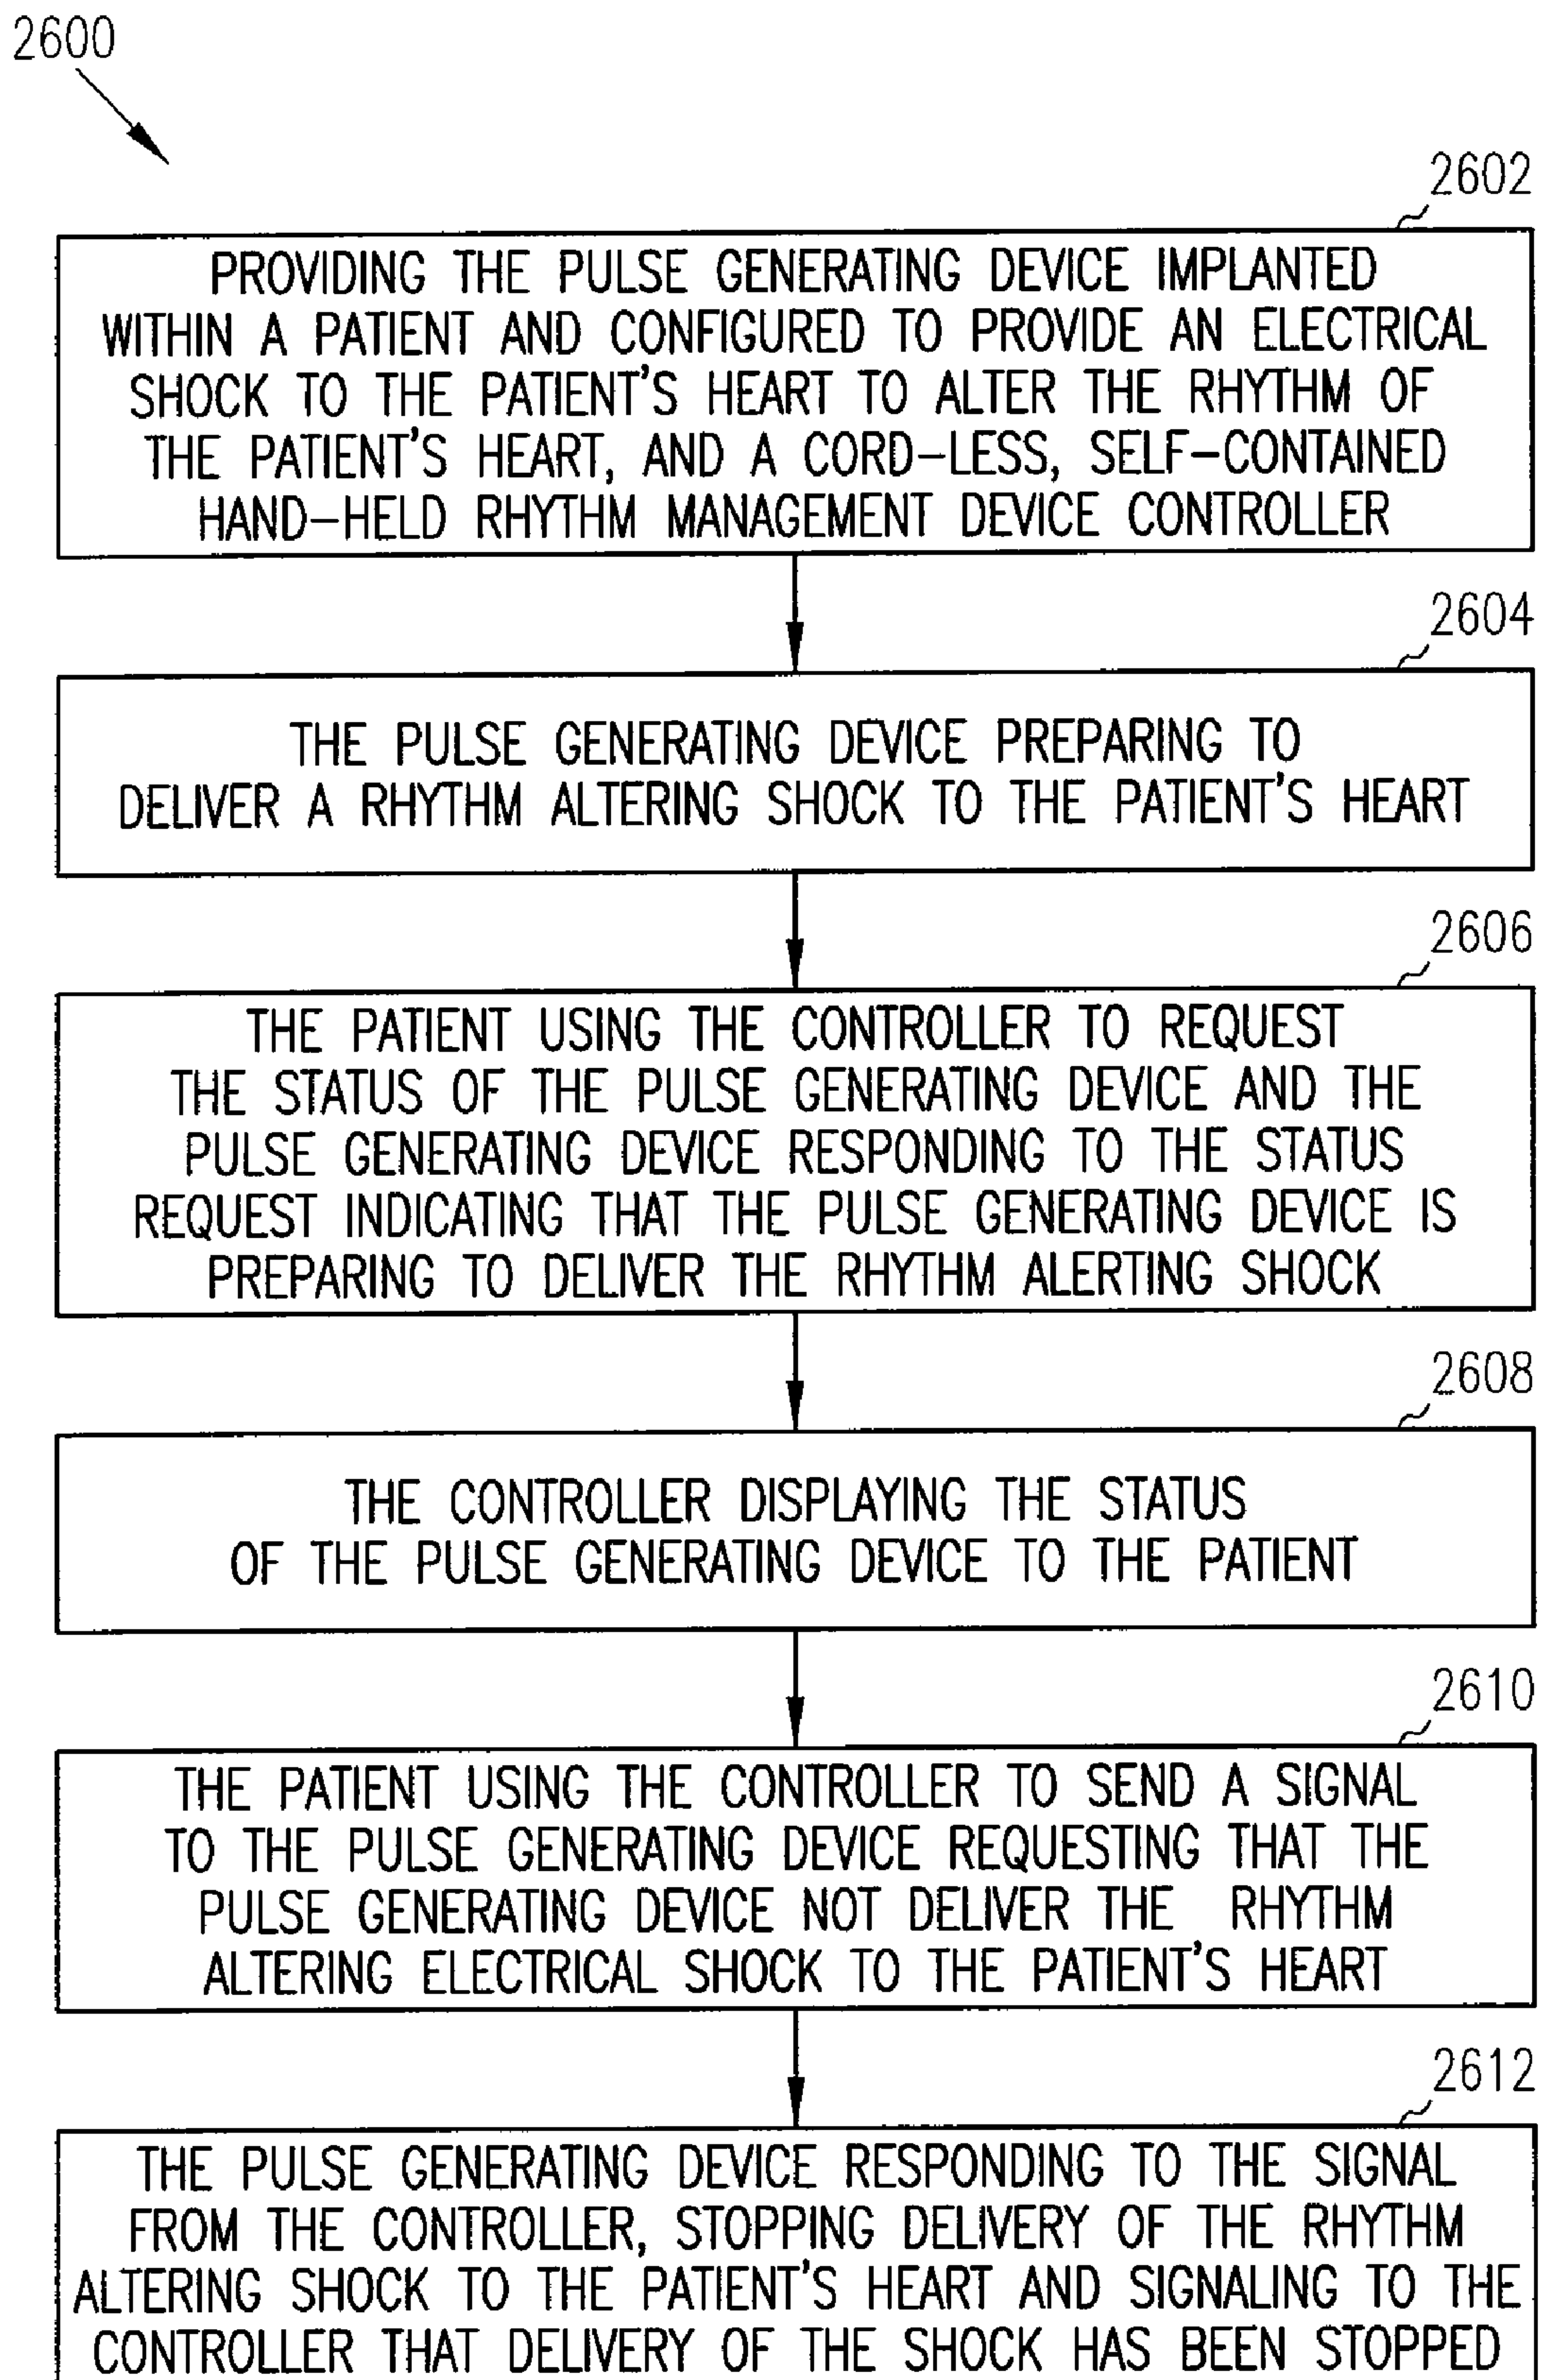 2600
2602
PROVIDING THE PULSE GENERATING DEVICE IMPLANTED
WITHIN A PATIENT AND CONFIGURED TO PROVIDE AN ELECTRICAL
SHOCK TO THE PATIENT'S HEART TO ALTER THE RHYTHM OF
THE PATIENT'S HEART, AND A CORD-LESS, SELF-CONTAINED
HAND-HELD RHYTHM MANAGEMENT DEVICE CONTROLLER
2604
THE PULSE GENERATING DEVICE PREPARING TO
DELIVER A RHYTHM ALTERING SHOCK TO THE PATIENT'S HEART
2606
THE PATIENT USING THE CONTROLLER TO REQUEST
THE STATUS OF THE PULSE GENERATING DEVICE AND THE
PULSE GENERATING DEVICE RESPONDING TO THE STATUS
REQUEST INDICATING THAT THE PULSE GENERATING DEVICE IS
PREPARING TO DELIVER THE RHYTHM ALERTING SHOCK
2608
THE CONTROLLER DISPLAYING THE STATUS
OF THE PULSE GENERATING DEVICE TO THE PATIENT
2610
THE PATIENT USING THE CONTROLLER TO SEND A SIGNAL
TO THE PULSE GENERATING DEVICE REQUESTING THAT THE
PULSE GENERATING DEVICE NOT DELIVER THE RHYTHM
ALTERING ELECTRICAL SHOCK TO THE PATIENT'S HEART
2612
THE PULSE GENERATING DEVICE RESPONDING TO THE SIGNAL
FROM THE CONTROLLER, STOPPING DELIVERY OF THE RHYTHM
ALTERING SHOCK TO THE PATIENT'S HEART AND SIGNALING TO THE
CONTROLLER THAT DELIVERY OF THE SHOCK HAS BEEN STOPPED